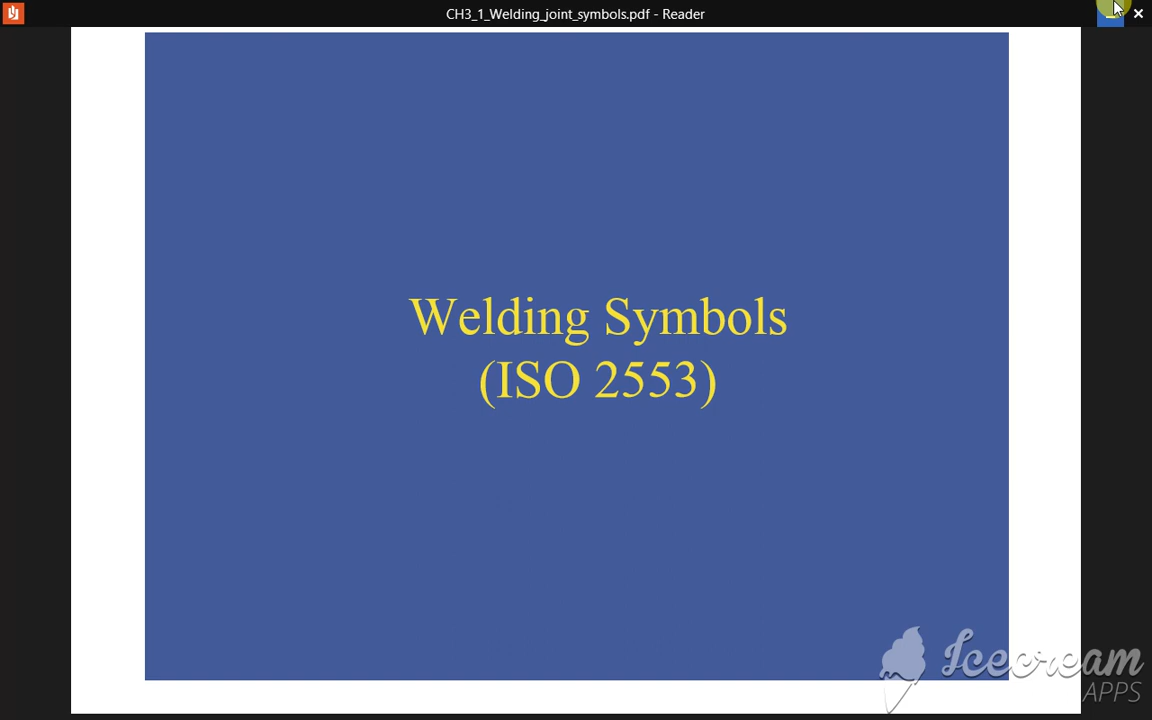 CH3_1_Welding_joint_symbols.pdf - Reader
Welding Symbols
(ISO 2553)
Icecream
APPS